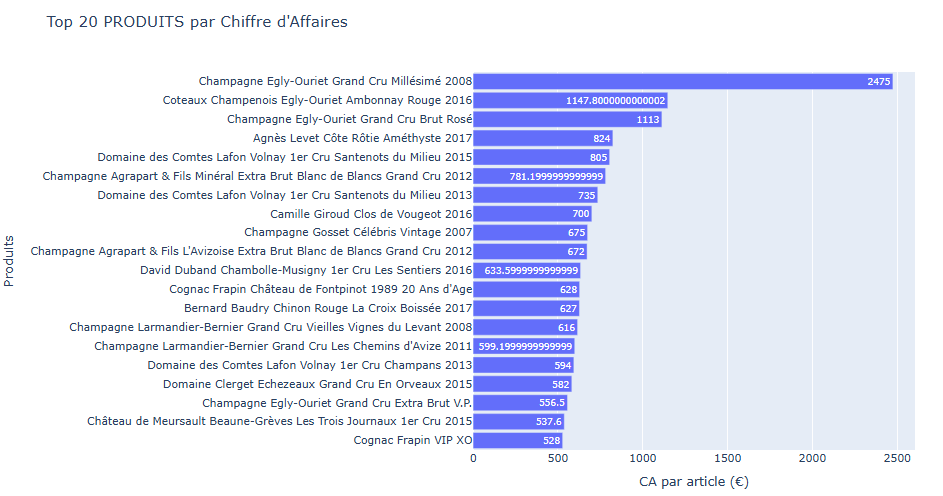 Top 20 PRODUITS par Chiffre d'Affaires
Champagne Egly-Ouriet Grand Cru Millésimé 2008 2475
Coteaux Champenois Egly-Ouriet Ambonnay Rouge 2016 1147.8000000000002
Champagne Egly-Ouriet Grand Cru Brut Rosé 1113
Agnès Levet Côte Rôtie Améthyste 2017 824
Domaine des Comtes Lafon Volnay 1er Cru Santenots du Milieu 2015 805
Champagne Agrapart & Fils Minéral Extra Brut Blanc de Blancs Grand Cru 2012 781.1999999999999
Domaine des Comtes Lafon Volnay 1er Cru Santenots du Milieu 2013 735
Camille Giroud Clos de Vougeot 2016 700
Champagne Gosset Célébris Vintage 2007 675
Champagne Agrapart & Fils L'Avizoise Extra Brut Blanc de Blancs Grand Cru 2012 672
David Duband Chambolle-Musigny 1er Cru Les Sentiers 2016 633.5999999999999
Cognac Frapin Château de Fontpinot 1989 20 Ans d'Age 628
Bernard Baudry Chinon Rouge La Croix Boissée 2017 627
Champagne Larmandier-Bernier Grand Cru Vieilles Vignes du Levant 2008 616
Champagne Larmandier-Bernier Grand Cru Les Chemins d'Avize 2011 599.1999999999999
Domaine des Comtes Lafon Volnay 1er Cru Champans 2013 594
Domaine Clerget Echezeaux Grand Cru En Orveaux 2015 582
Champagne Egly-Ouriet Grand Cru Extra Brut V.P. 556.5
Château de Meursault Beaune-Grèves Les Trois Journaux 1er Cru 2015 537.6
Cognac Frapin VIP XO 528
Produits
0 500 1000 1500 2000 2500
CA par article (€)